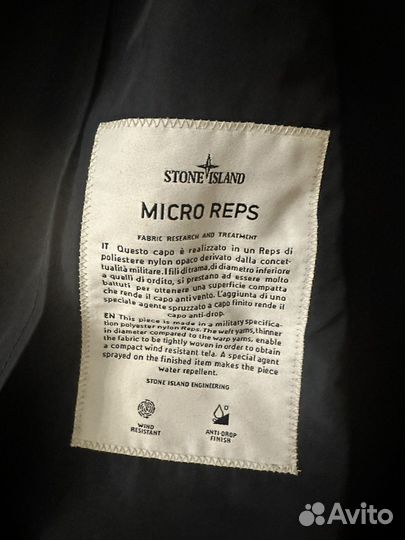 STONE ISLAND
MICRO REPS
FABRIC RESEARCH AND TREATMENT
IT Questo capo è realizzato in un Reps di
poliestere nylon opaco derivato dalla concet-
tualità militare. I fili di trama, di diametro inferiore
a quelli di ordito, si prestano ad essere molto
battuti per ottenere una superficie compatta
che rende il capo antivento. L'aggiunta di uno
speciale agente spruzzato a capo finito rende il
capo anti-drop.
EN This piece is made in a military specifica-
tion polyester nylon Reps. The weft yarns, thinner
in diameter compared to the warp yarns, enable
the fabric to be tightly woven in order to obtain
a compact wind resistant tela. A special agent
sprayed on the finished item makes the piece
water repellent.
STONE ISLAND ENGINEERING
WIND
RESISTANT
ANTI-DROP
FINISH
Avito